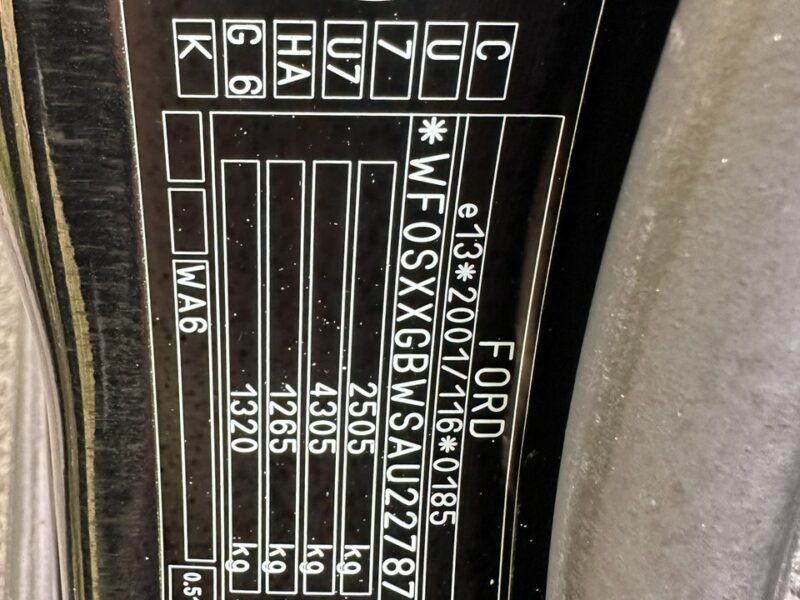 C
U
7
U7
HA
G 6
K
FORD
e13*2001/116*0185
*WF0SXXGBWSAU22787
2505 kg
4305 kg
1265 kg
1320 kg
WA6